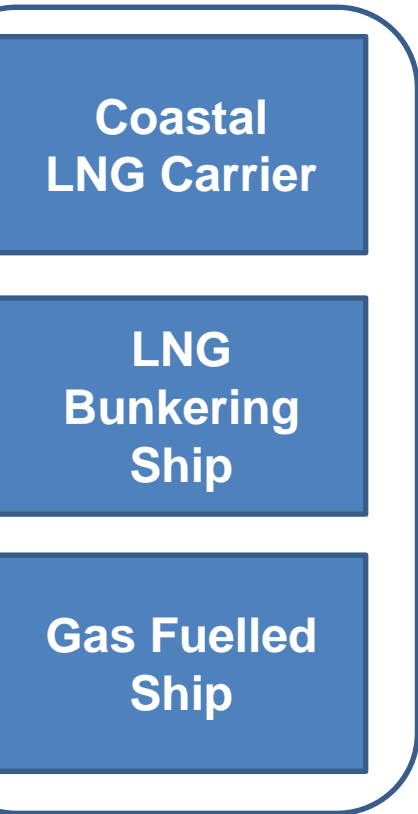 Coastal
LNG Carrier
LNG
Bunkering
Ship
Gas Fuelled
Ship